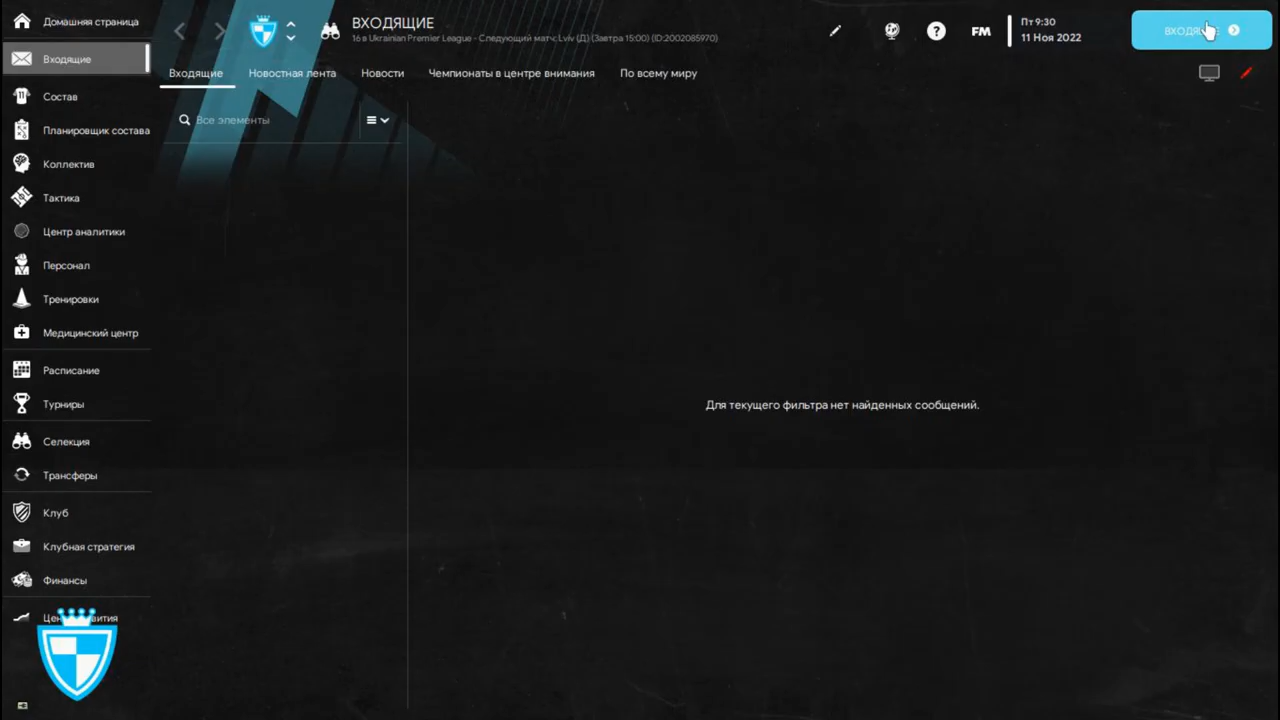 Домашняя страница
Входящие
Состав
Планировщик состава
Коллектив
Тактика
Центр аналитики
Персонал
Тренировки
Медицинский центр
Расписание
Турниры
Селекция
Трансферы
Клуб
Клубная стратегия
Финансы
ВХОДЯЩИЕ
16 в Ukrainian Premier League - Следующий матч: Lviv (Д) (Завтра 15:00) (ID:2002085970)
FM
Пт 9:30
11 Ноя 2022
Входящие
Новостная лента
Новости
Чемпионаты в центре внимания
По всему миру
Все элементы
Для текущего фильтра нет найденных сообщений.